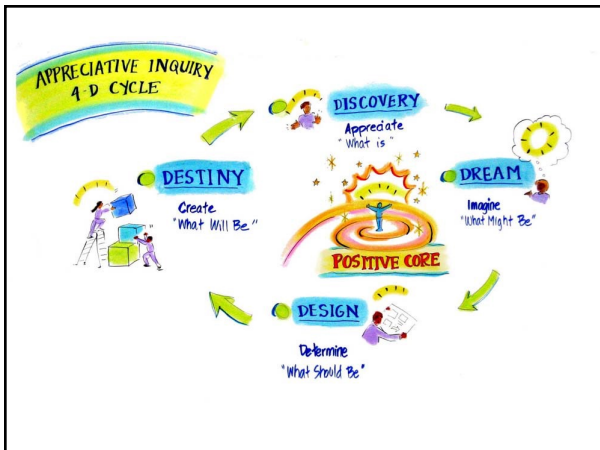 APPRECIATIVE INQUIRY
4-D CYCLE
DISCOVERY
Appreciate
"What is"
DREAM
Imagine
"What Might Be"
DESIGN
Determine
"What Should Be"
DESTINY
Create
"What Will Be"
POSITIVE CORE